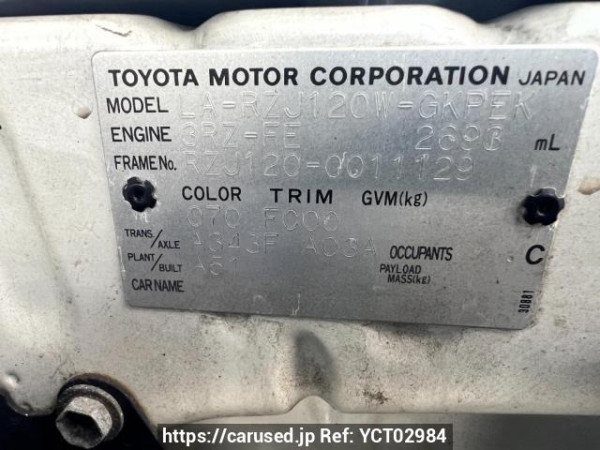 TOYOTA MOTOR CORPORATION JAPAN
MODEL LA-RZJ120W-GKPEK
ENGINE 3RZ-FE 2693 mL
FRAME No. RZJ120-0011129
COLOR TRIM GVM(kg)
070 FC00
TRANS./AXLE A343F A03A OCCUPANTS C
PLANT/BUILT A61 PAYLOAD MASS(kg)
CAR NAME
30881
https://carused.jp Ref: YCT02984